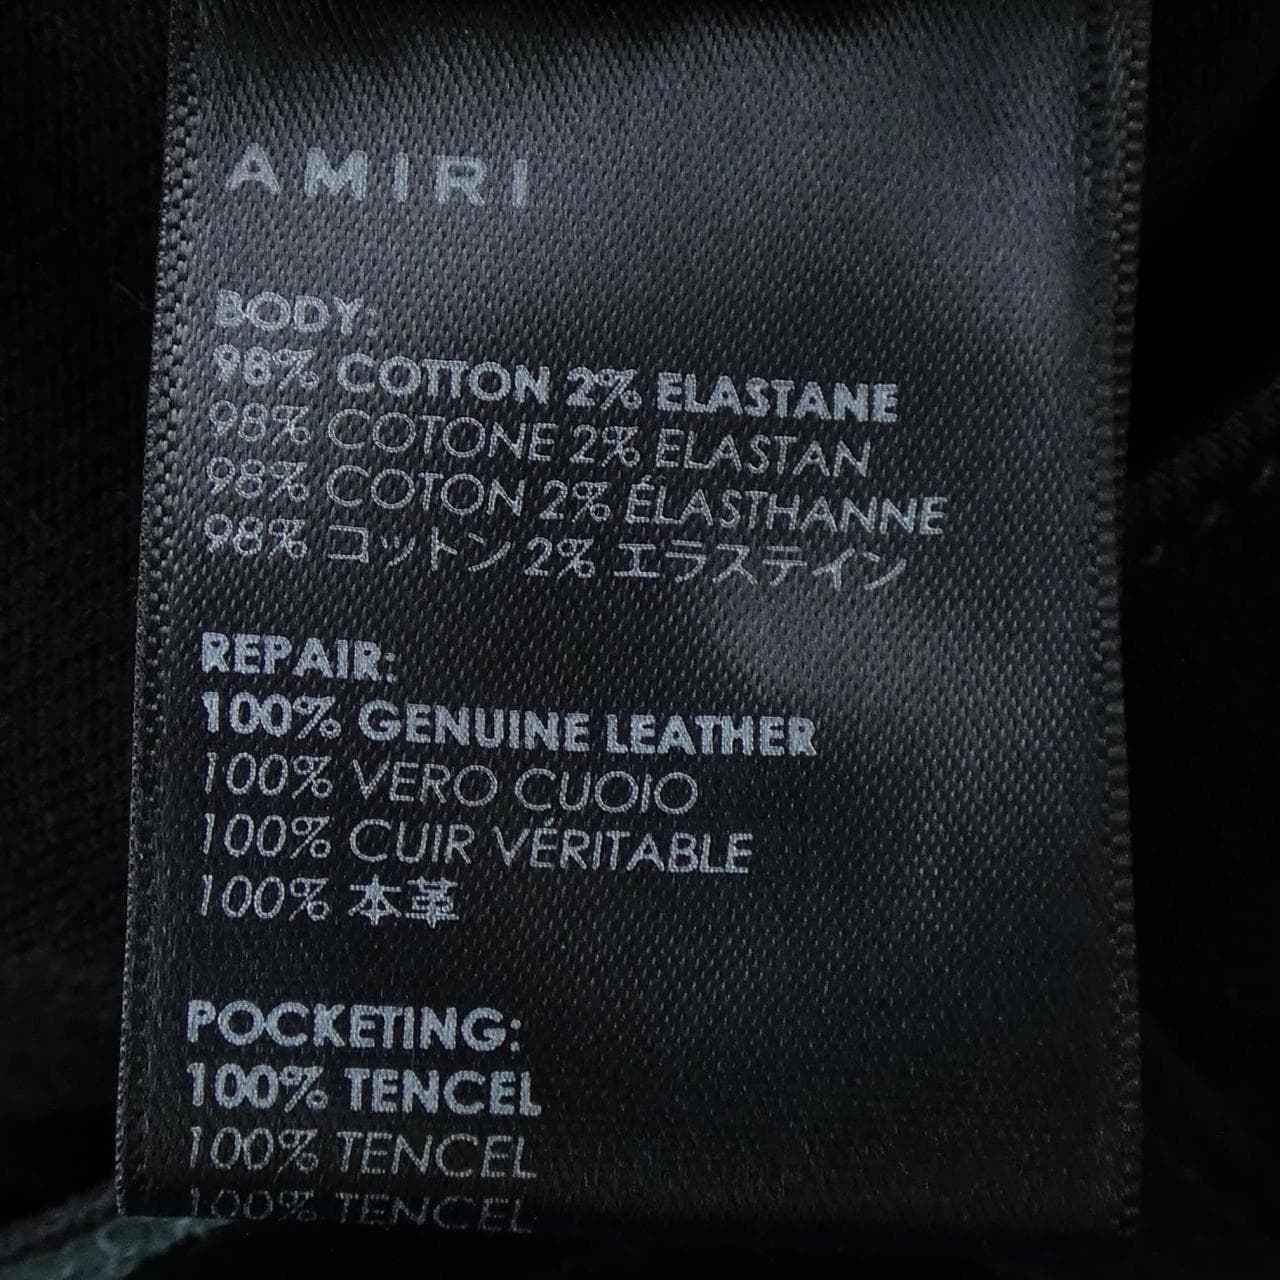 AMIRI
BODY:
98% COTTON 2% ELASTANE
98% COTONE 2% ELASTAN
98% COTON 2% ÉLASTHANNE
98% コットン 2% エラステイン
REPAIR:
100% GENUINE LEATHER
100% VERO CUOIO
100% CUIR VÉRITABLE
100% 本革
POCKETING:
100% TENCEL
100% TENCEL
100% TENCEL